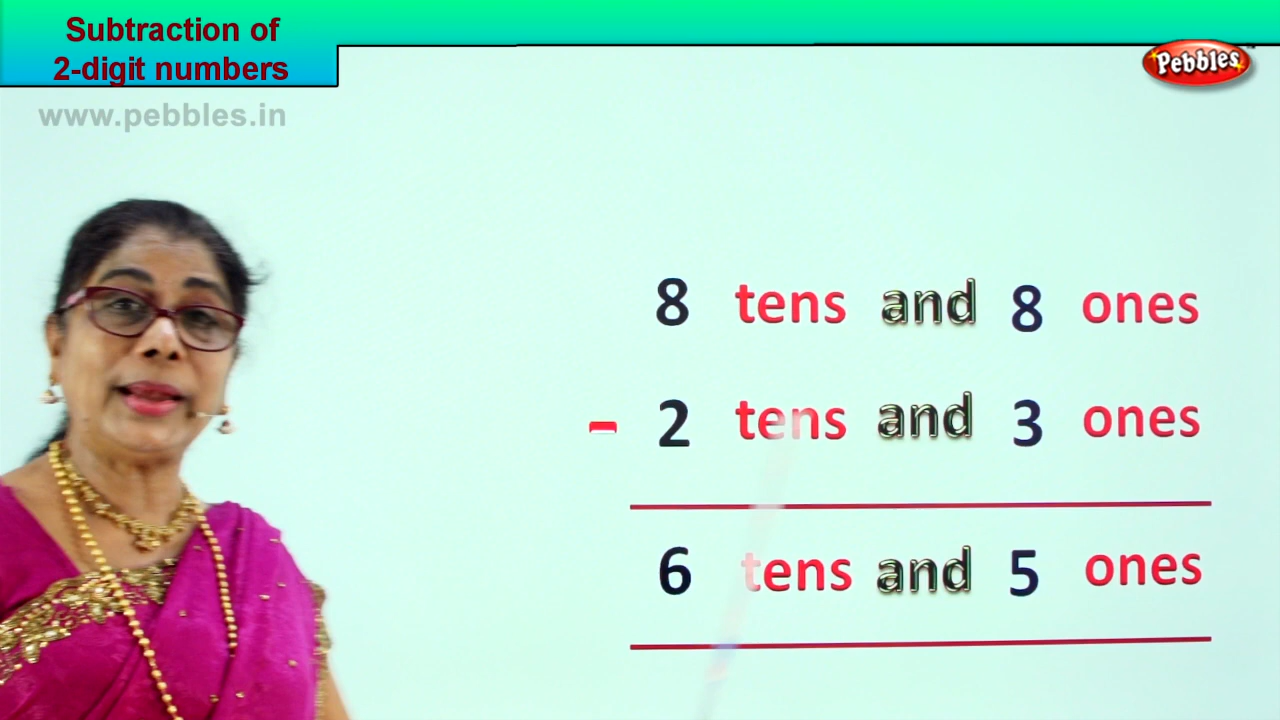 Subtraction of
2-digit numbers
Pebbles
www.pebbles.in
8 tens and 8 ones
- 2 tens and 3 ones
6 tens and 5 ones